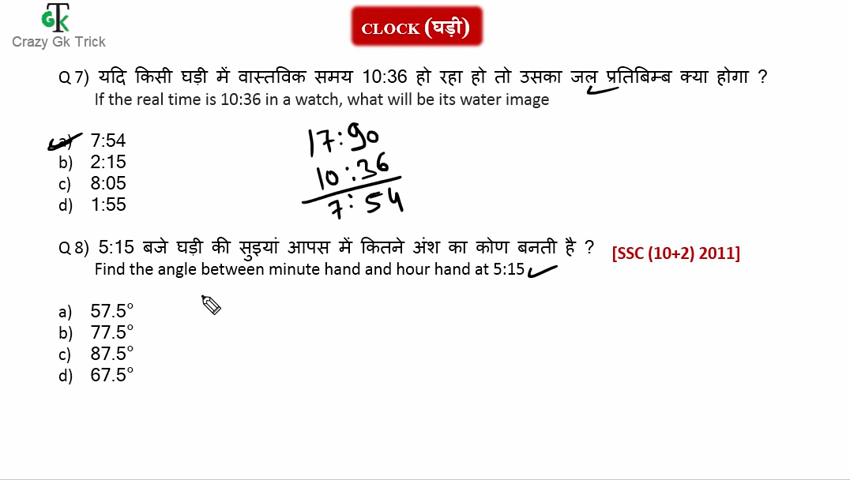 GTK
Crazy Gk Trick
CLOCK (घड़ी)
Q 7) यदि किसी घड़ी में वास्तविक समय 10:36 हो रहा हो तो उसका जल प्रतिबिम्ब क्या होगा ?
If the real time is 10:36 in a watch, what will be its water image
a) 7:54
b) 2:15
c) 8:05
d) 1:55
17:90
10:36
7:54
Q 8) 5:15 बजे घड़ी की सुइयां आपस में कितने अंश का कोण बनती है ? [SSC (10+2) 2011]
Find the angle between minute hand and hour hand at 5:15
a) 57.5°
b) 77.5°
c) 87.5°
d) 67.5°